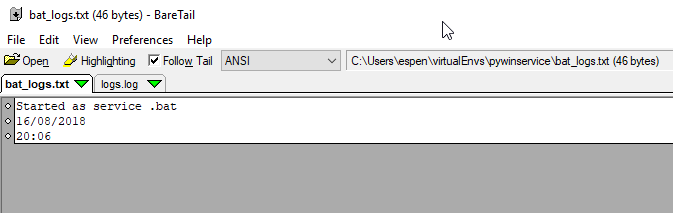 bat_logs.txt (46 bytes) - BareTail
File Edit View Preferences Help
Open Highlighting Follow Tail ANSI C:\Users\espen\virtualEnvs\pywinservice\bat_logs.txt (46 bytes)
bat_logs.txt logs.log
Started as service .bat
16/08/2018
20:06